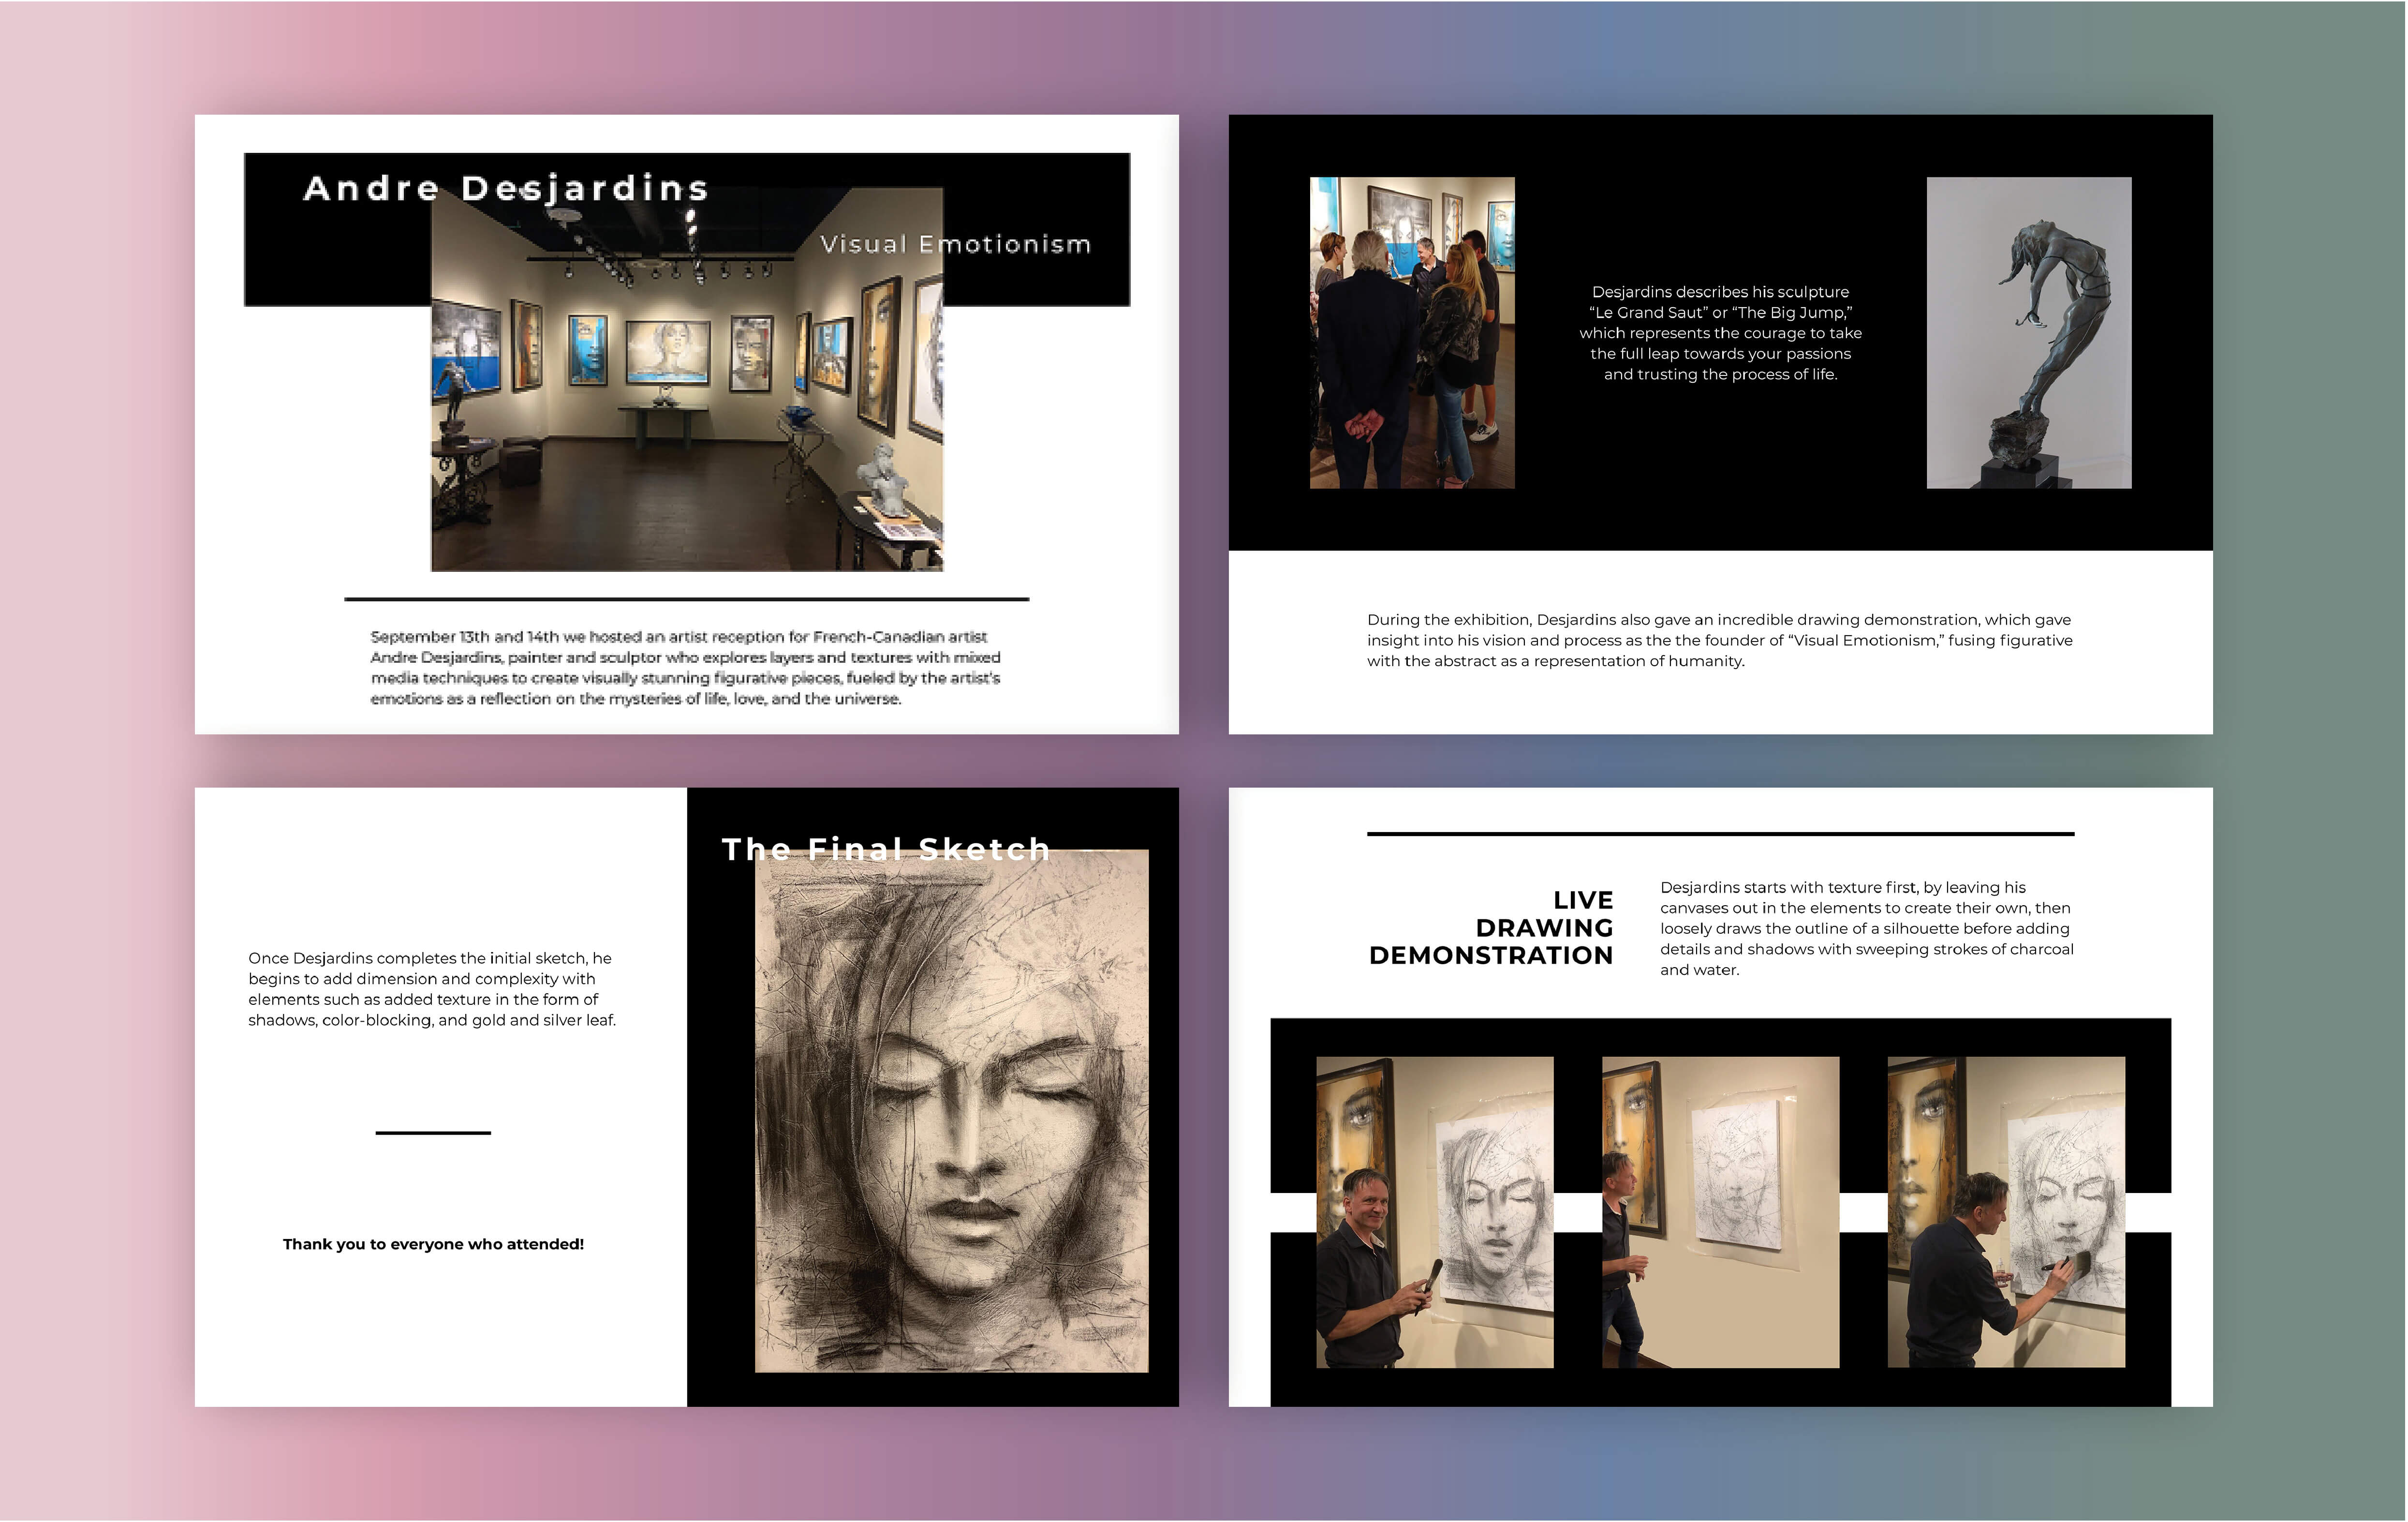 Andre Desjardins
Visual Emotionism
September 13th and 14th we hosted an artist reception for French-Canadian artist
Andre Desjardins, painter and sculptor who explores layers and textures with mixed
media techniques to create visually stunning figurative pieces, fueled by the artist's
emotions as a reflection on the mysteries of life, love, and the universe.
Desjardins describes his sculpture
“Le Grand Saut” or “The Big Jump,”
which represents the courage to take
the full leap towards your passions
and trusting the process of life.
During the exhibition, Desjardins also gave an incredible drawing demonstration, which gave
insight into his vision and process as the the founder of “Visual Emotionism,” fusing figurative
with the abstract as a representation of humanity.
Once Desjardins completes the initial sketch, he
begins to add dimension and complexity with
elements such as added texture in the form of
shadows, color-blocking, and gold and silver leaf.
Thank you to everyone who attended!
The Final Sketch
LIVE
DRAWING
DEMONSTRATION
Desjardins starts with texture first, by leaving his
canvases out in the elements to create their own, then
loosely draws the outline of a silhouette before adding
details and shadows with sweeping strokes of charcoal
and water.